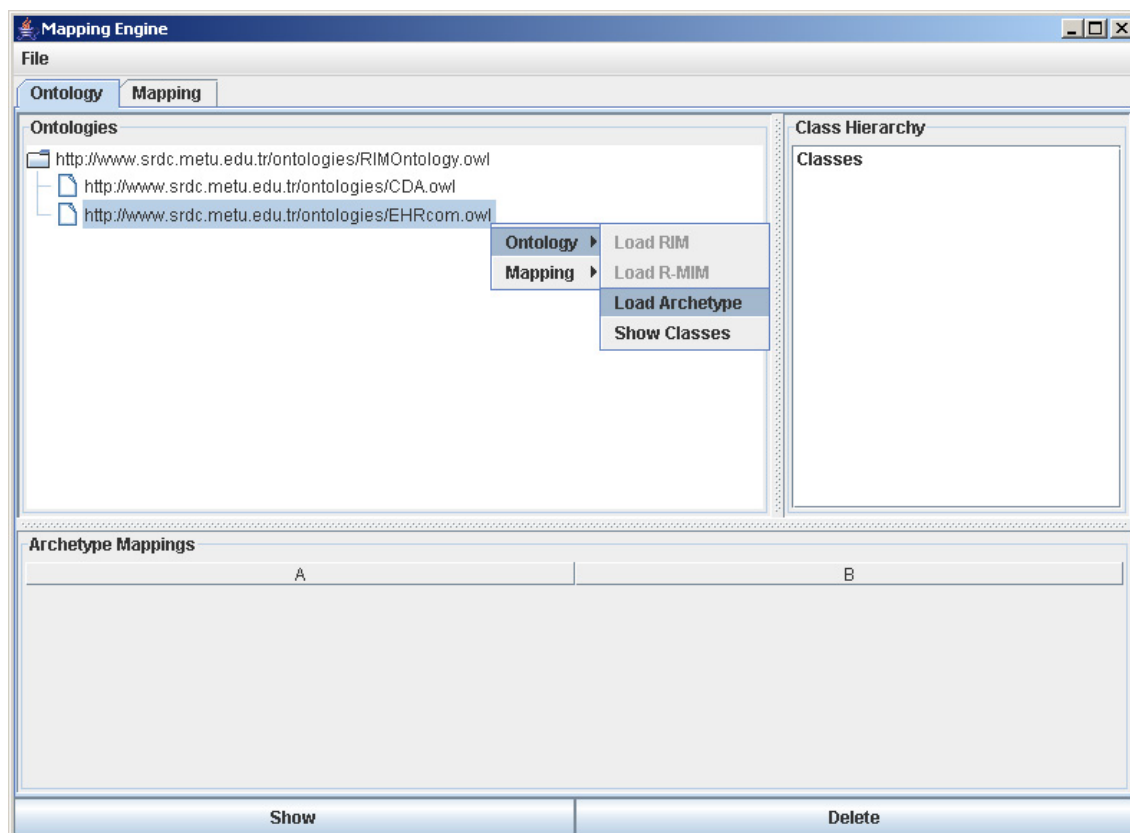 Mapping Engine
File
Ontology Mapping
Ontologies
http://www.srdc.metu.edu.tr/ontologies/RIMOntology.owl
http://www.srdc.metu.edu.tr/ontologies/CDA.owl
http://www.srdc.metu.edu.tr/ontologies/EHRcom.owl
Ontology
Mapping
Load RIM
Load R-MIM
Load Archetype
Show Classes
Class Hierarchy
Classes
Archetype Mappings
A B
Show Delete